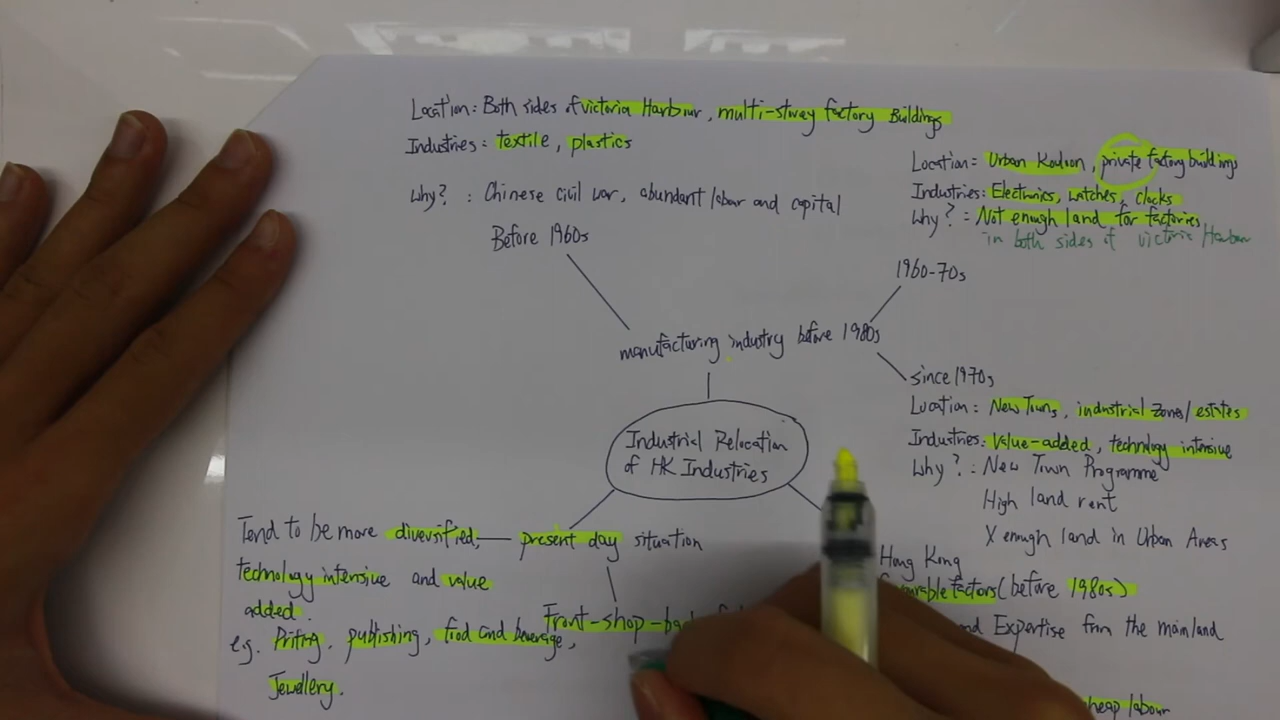 Location: Both sides of victoria Harbour, multi-storey factory Buildings
Industries: textile, plastics
Why? : Chinese civil war, abundant labour and capital
Before 1960s
Location: Urban Kowloon, private factory buildings
Industries: Electronics, watches, clocks
Why? : Not enough land for factories
in both sides of victoria Harbour
1960-70s
manufacturing industry before 1980s
since 1970s
Location: New Towns, industrial zones/estates
Industries: Value-added, technology intensive
Why? : New Town Programme
High land rent
X enough land in Urban Areas
Industrial Relocation
of HK Industries
Tend to be more diversified,
technology intensive and value
added.
e.g. Priting, publishing, food and beverage,
Jewellery.
present day situation
Front-shop-
Hong Kong
factors (before 1980s)
Expertise from the mainland
labour